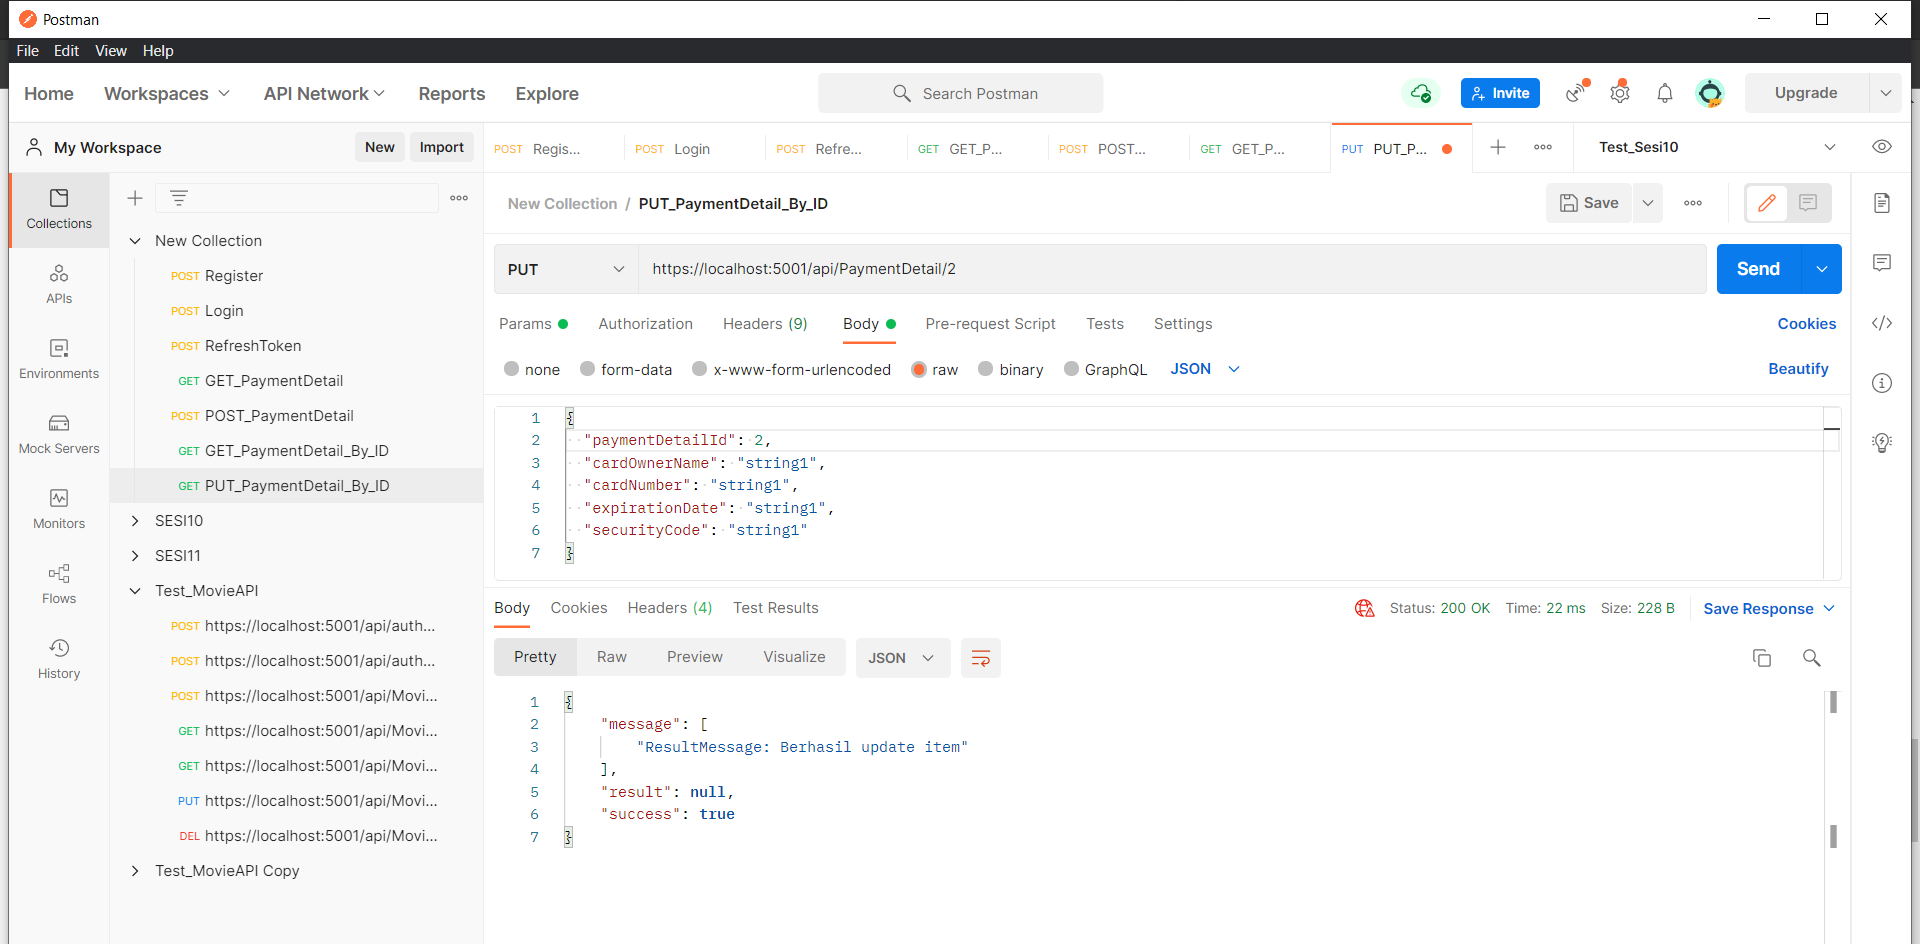 Postman
File Edit View Help
Home Workspaces API Network Reports Explore Search Postman Invite Upgrade
My Workspace New Import
POST Regis... POST Login POST Refre... GET GET_P... POST POST... GET GET_P... PUT PUT_P... Test_Sesi10
Collections
APIs
Environments
Mock Servers
Monitors
Flows
History
New Collection
POST Register
POST Login
POST RefreshToken
GET GET_PaymentDetail
POST POST_PaymentDetail
GET GET_PaymentDetail_By_ID
GET PUT_PaymentDetail_By_ID
SESI10
SESI11
Test_MovieAPI
POST https://localhost:5001/api/auth...
POST https://localhost:5001/api/auth...
POST https://localhost:5001/api/Movi...
GET https://localhost:5001/api/Movi...
GET https://localhost:5001/api/Movi...
PUT https://localhost:5001/api/Movi...
DEL https://localhost:5001/api/Movi...
Test_MovieAPI Copy
New Collection / PUT_PaymentDetail_By_ID Save
PUT https://localhost:5001/api/PaymentDetail/2 Send
Params Authorization Headers (9) Body Pre-request Script Tests Settings Cookies
none form-data x-www-form-urlencoded raw binary GraphQL JSON Beautify
1 {
2 "paymentDetailId": 2,
3 "cardOwnerName": "string1",
4 "cardNumber": "string1",
5 "expirationDate": "string1",
6 "securityCode": "string1"
7 }
Body Cookies Headers (4) Test Results Status: 200 OK Time: 22 ms Size: 228 B Save Response
Pretty Raw Preview Visualize JSON
1 {
2 "message": [
3 "ResultMessage: Berhasil update item"
4 ],
5 "result": null,
6 "success": true
7 }